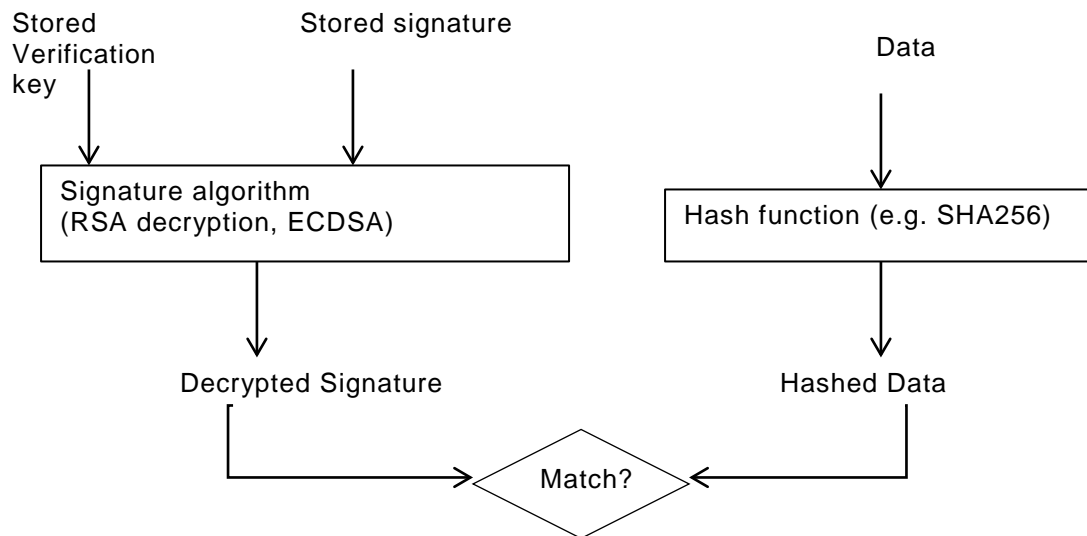 Stored
Verification
key
Stored signature
Data
Signature algorithm
(RSA decryption, ECDSA)
Hash function (e.g. SHA256)
Decrypted Signature
Hashed Data
Match?